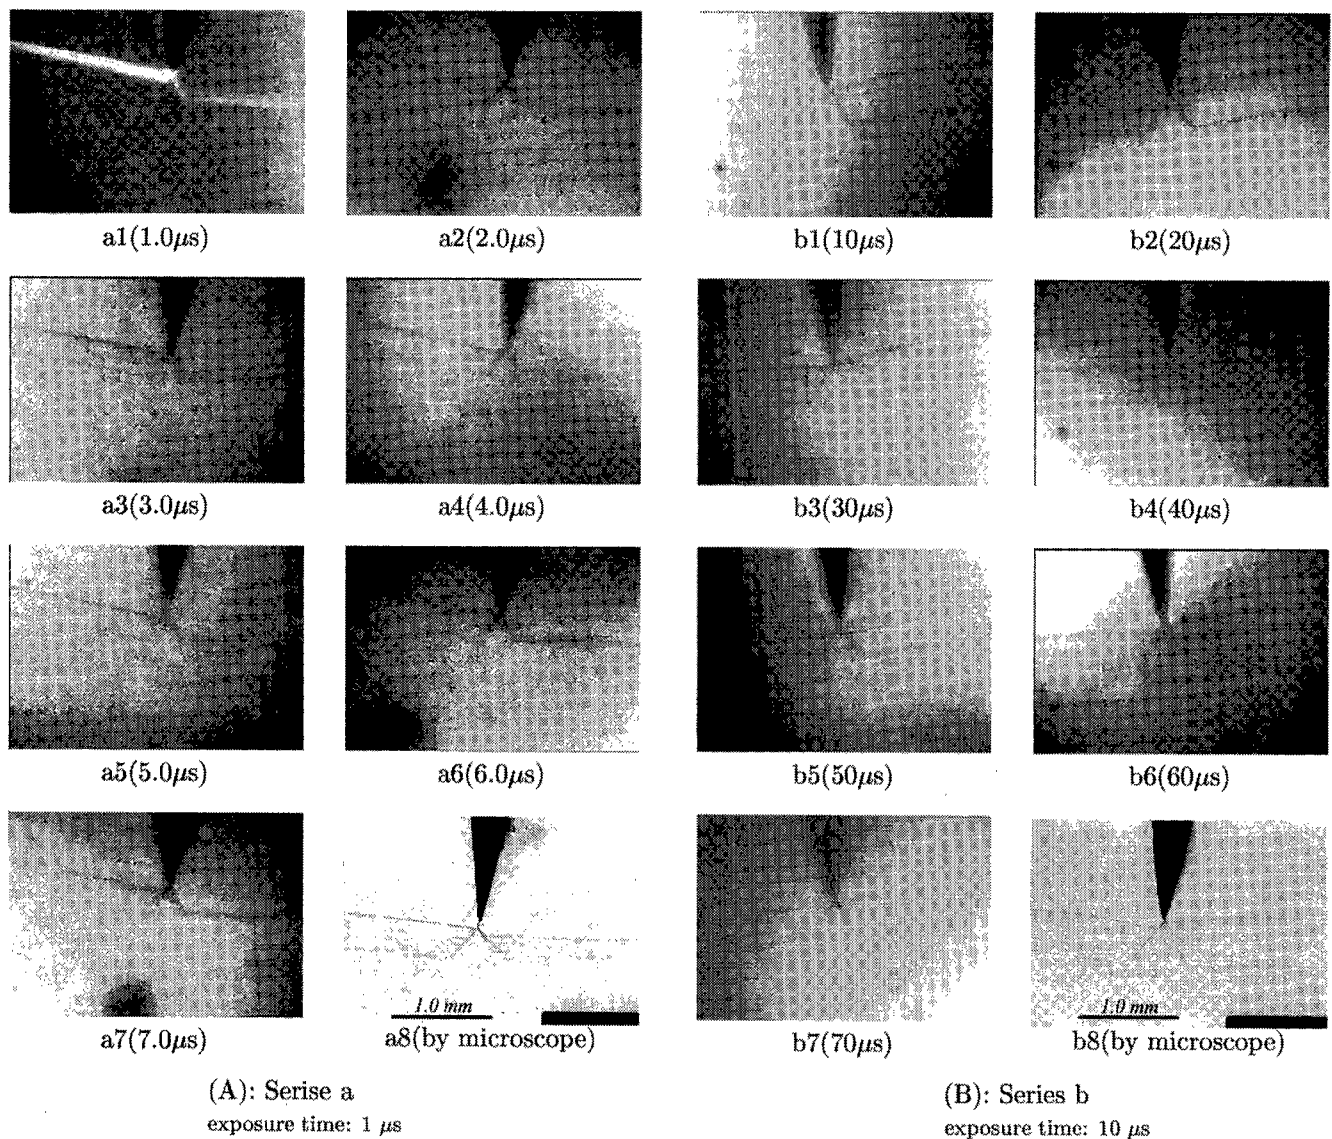 a1(1.0μs)
a2(2.0μs)
b1(10μs)
b2(20μs)
a3(3.0μs)
a4(4.0μs)
b3(30μs)
b4(40μs)
a5(5.0μs)
a6(6.0μs)
b5(50μs)
b6(60μs)
1.0 mm
1.0 mm
a7(7.0μs)
a8(by microscope)
b7(70μs)
b8(by microscope)
(A): Serise a
exposure time: 1 μs
(B): Series b
exposure time: 10 μs